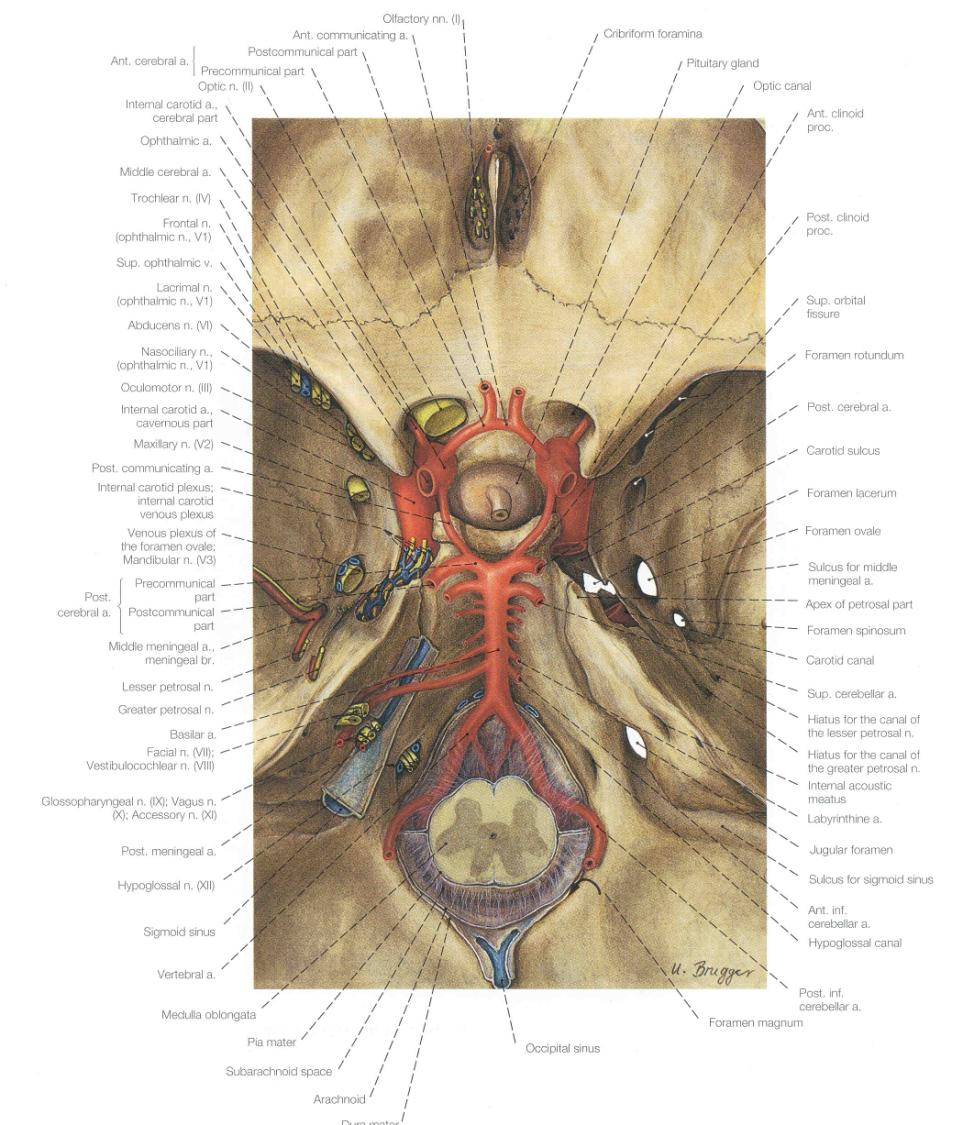 Olfactory nn. (I)
Ant. communicating a.
Postcommunical part
Ant. cerebral a.
Precommunical part
Optic n. (II)
Internal carotid a.,
cerebral part
Ophthalmic a.
Middle cerebral a.
Trochlear n. (IV)
Frontal n.
(ophthalmic n., V1)
Sup. ophthalmic v.
Lacrimal n.
(ophthalmic n., V1)
Abducens n. (VI)
Nasociliary n.,
(ophthalmic n., V1)
Oculomotor n. (III)
Internal carotid a.,
cavernous part
Maxillary n. (V2)
Post. communicating a.
Internal carotid plexus;
internal carotid
venous plexus
Venous plexus of
the foramen ovale;
Mandibular n. (V3)
Precommunical
part
Post.
cerebral a.
Postcommunical
part
Middle meningeal a.,
meningeal br.
Lesser petrosal n.
Greater petrosal n.
Basilar a.
Facial n. (VII);
Vestibulocochlear n. (VIII)
Glossopharyngeal n. (IX); Vagus n.
(X); Accessory n. (XI)
Post. meningeal a.
Hypoglossal n. (XII)
Sigmoid sinus
Vertebral a.
Medulla oblongata
Pia mater
Subarachnoid space
Arachnoid
Dura mater
Cribriform foramina
Pituitary gland
Optic canal
Ant. clinoid
proc.
Post. clinoid
proc.
Sup. orbital
fissure
Foramen rotundum
Post. cerebral a.
Carotid sulcus
Foramen lacerum
Foramen ovale
Sulcus for middle
meningeal a.
Apex of petrosal part
Foramen spinosum
Carotid canal
Sup. cerebellar a.
Hiatus for the canal of
the lesser petrosal n.
Hiatus for the canal of
the greater petrosal n.
Internal acoustic
meatus
Labyrinthine a.
Jugular foramen
Sulcus for sigmoid sinus
Ant. inf.
cerebellar a.
Hypoglossal canal
Post. inf.
cerebellar a.
Foramen magnum
Occipital sinus
U. Brugger